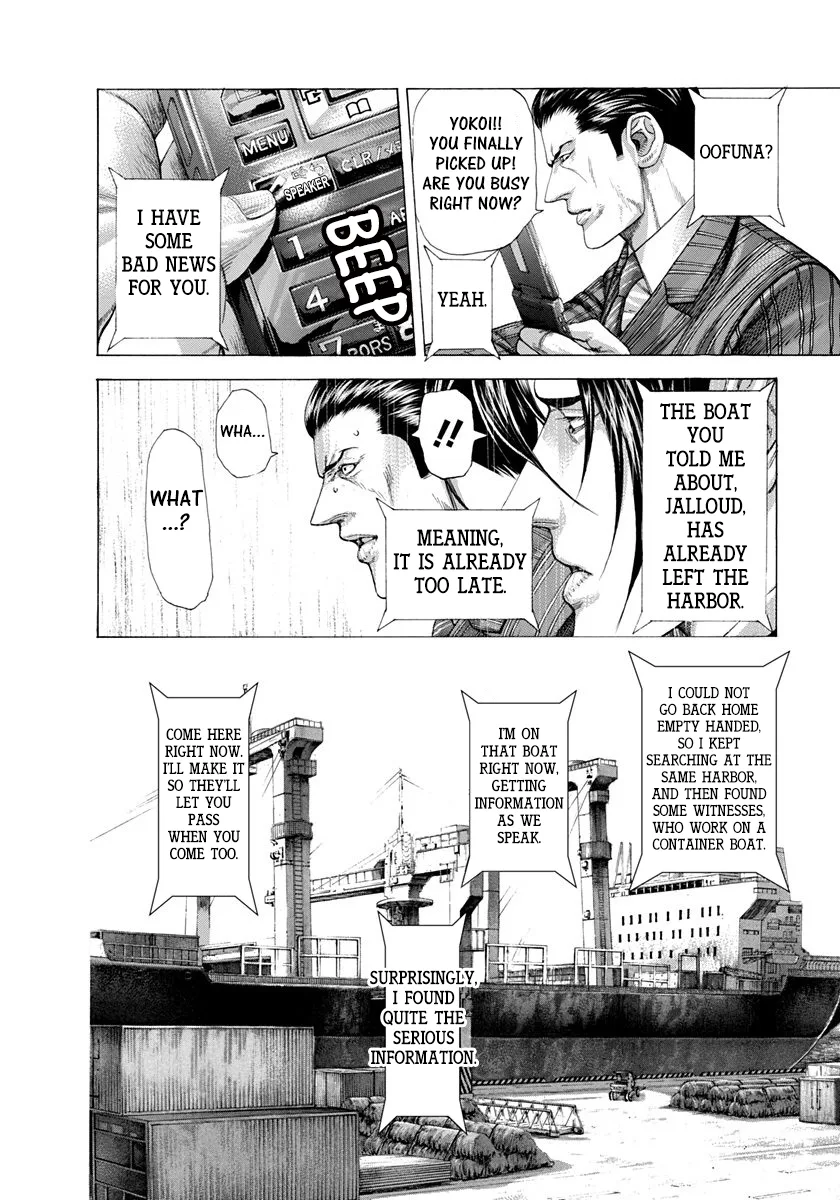 OOFUNA?
YOKOI!!
YOU FINALLY
PICKED UP!
ARE YOU BUSY
RIGHT NOW?
YEAH.
MENU
CLR/
SPEAKER
1
4
7
BEEP
I HAVE
SOME
BAD NEWS
FOR YOU.
THE BOAT
YOU
TOLD ME
ABOUT,
JALLOUD,
HAS
ALREADY
LEFT THE
HARBOR.
!!
MEANING,
IT IS ALREADY
TOO LATE.
WHA...
WHAT
...?
I COULD NOT
GO BACK HOME
EMPTY HANDED,
SO I KEPT
SEARCHING AT THE
SAME HARBOR,
AND THEN FOUND
SOME WITNESSES,
WHO WORK ON A
CONTAINER BOAT.
I'M ON
THAT BOAT
RIGHT NOW,
GETTING
INFORMATION
AS WE
SPEAK.
SURPRISINGLY,
I FOUND
QUITE THE
SERIOUS
INFORMATION.
COME HERE
RIGHT NOW.
I'LL MAKE IT
SO THEY'LL
LET YOU
PASS
WHEN YOU
COME TOO.